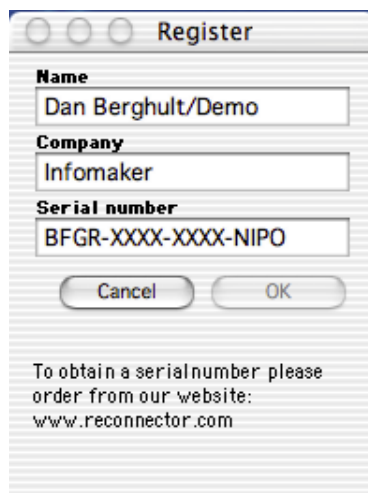 Register
Name
Dan Berghult/Demo
Company
Infomaker
Serial number
BFGR-XXXX-XXXX-NIPO
Cancel OK
To obtain a serialnumber please
order from our website:
www.reconnector.com